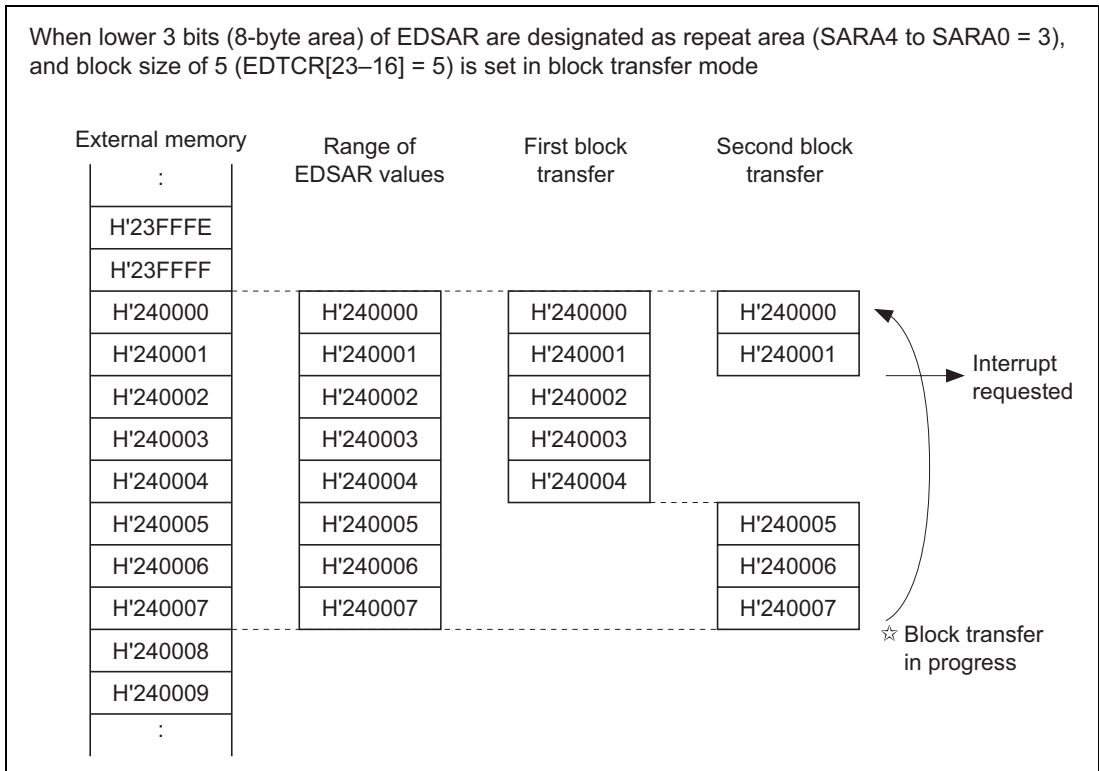 When lower 3 bits (8-byte area) of EDSAR are designated as repeat area (SARA4 to SARA0 = 3),
and block size of 5 (EDTCR[23–16] = 5) is set in block transfer mode
External memory
:
H'23FFFE
H'23FFFF
H'240000
H'240001
H'240002
H'240003
H'240004
H'240005
H'240006
H'240007
H'240008
H'240009
:
Range of
EDSAR values
H'240000
H'240001
H'240002
H'240003
H'240004
H'240005
H'240006
H'240007
First block
transfer
H'240000
H'240001
H'240002
H'240003
H'240004
Second block
transfer
H'240000
H'240001
H'240005
H'240006
H'240007
Interrupt
requested
☆ Block transfer
in progress